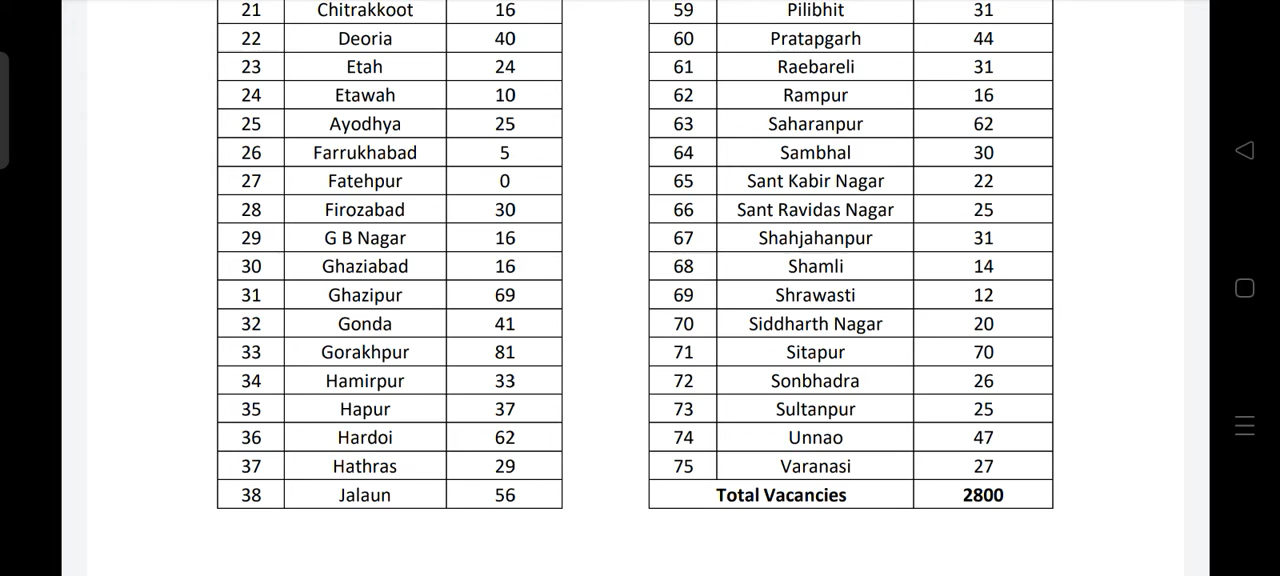 21 Chitrakkoot 16
22 Deoria 40
23 Etah 24
24 Etawah 10
25 Ayodhya 25
26 Farrukhabad 5
27 Fatehpur 0
28 Firozabad 30
29 G B Nagar 16
30 Ghaziabad 16
31 Ghazipur 69
32 Gonda 41
33 Gorakhpur 81
34 Hamirpur 33
35 Hapur 37
36 Hardoi 62
37 Hathras 29
38 Jalaun 56
59 Pilibhit 31
60 Pratapgarh 44
61 Raebareli 31
62 Rampur 16
63 Saharanpur 62
64 Sambhal 30
65 Sant Kabir Nagar 22
66 Sant Ravidas Nagar 25
67 Shahjahanpur 31
68 Shamli 14
69 Shrawasti 12
70 Siddharth Nagar 20
71 Sitapur 70
72 Sonbhadra 26
73 Sultanpur 25
74 Unnao 47
75 Varanasi 27
Total Vacancies 2800